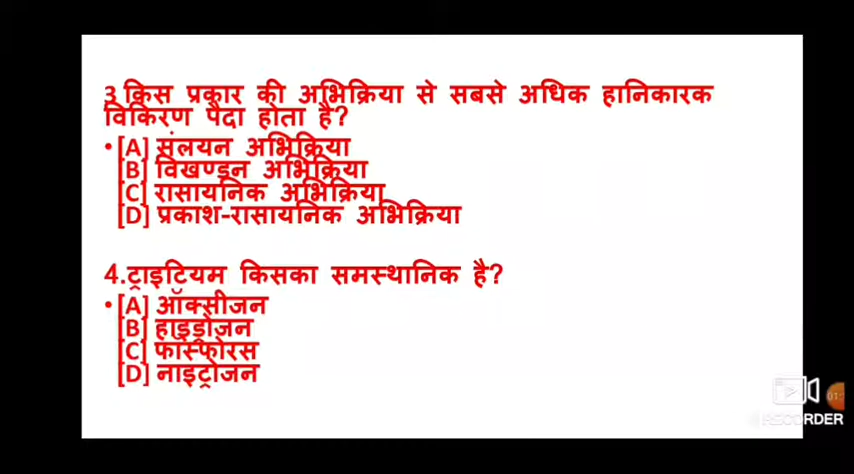 3 किस प्रकार की अभिक्रिया से सबसे अधिक हानिकारक
विकिरण पैदा होता है?
• [A] संलयन अभिक्रिया
[B] विखण्डन अभिक्रिया
[C] रासायनिक अभिक्रिया
[D] प्रकाश-रासायनिक अभिक्रिया
4.ट्राइटियम किसका समस्थानिक है?
• [A] ऑक्सीजन
[B] हाइड्रोजन
[C] फास्फोरस
[D] नाइट्रोजन
RECORDER